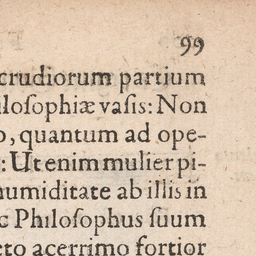 99
crudiorum partium
iloſophiæ vaſis: Non
o, quantum ad ope-
: Ut enim mulier pi-
humiditate ab illis in
c Philoſophus ſuum
eto acerrimo fortior